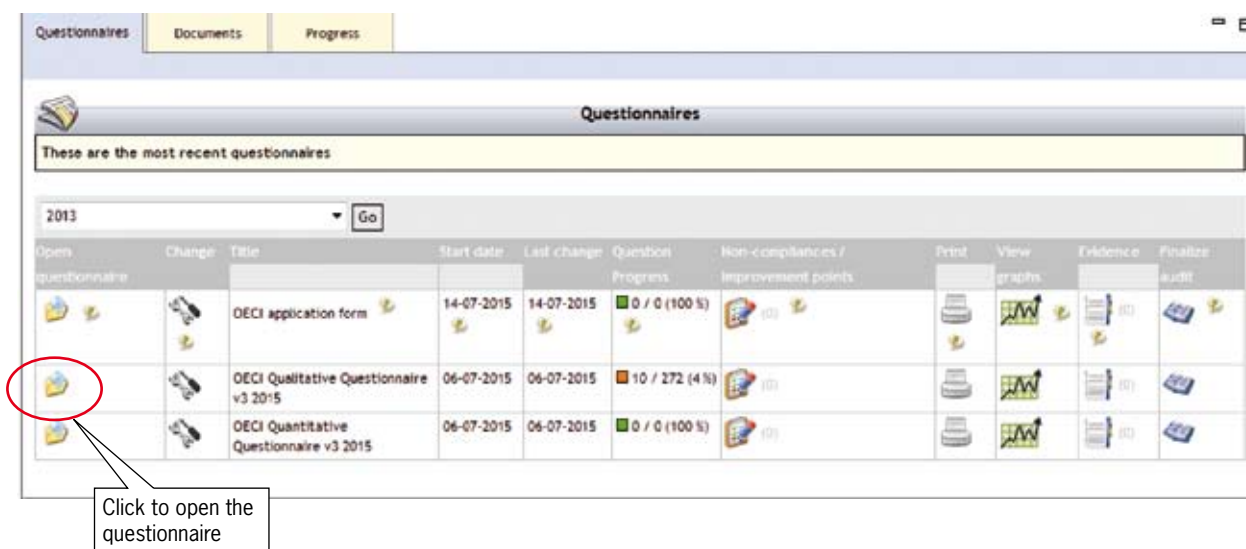 Questionnaires Documents Progress
Questionnaires
These are the most recent questionnaires
2013 Go
Open Change Title Start date Last change Question Non-compliances / Print View Evidence Finalize
questionnaire Progress improvement points graphs audit
OECI application form 14-07-2015 14-07-2015 0 / 0 (100 %) (0) (0)
OECI Qualitative Questionnaire 06-07-2015 06-07-2015 10 / 272 (4 %) (0) (0)
v3 2015
OECI Quantitative 06-07-2015 06-07-2015 0 / 0 (100 %) (0) (0)
Questionnaire v3 2015
Click to open the
questionnaire